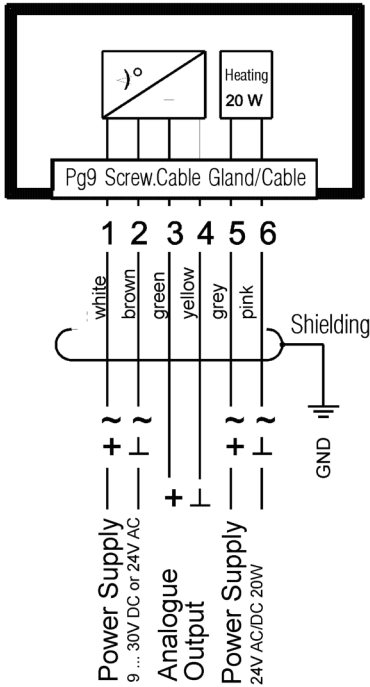 Heating
20 W
Pg9 Screw.Cable Gland/Cable
1 2 3 4 5 6
white
brown
green
yellow
grey
pink
Shielding
GND
~ ~ ~ ~
+ ⊥ + ⊥
+ ⊥
Power Supply
9 ... 30V DC or 24V AC
Analogue
Output
Power Supply
24V AC/DC 20W